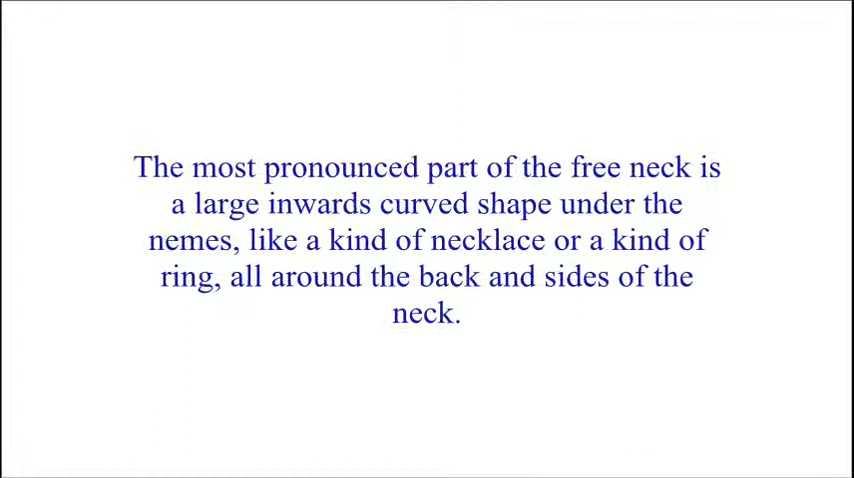 The most pronounced part of the free neck is
a large inwards curved shape under the
nemes, like a kind of necklace or a kind of
ring, all around the back and sides of the
neck.